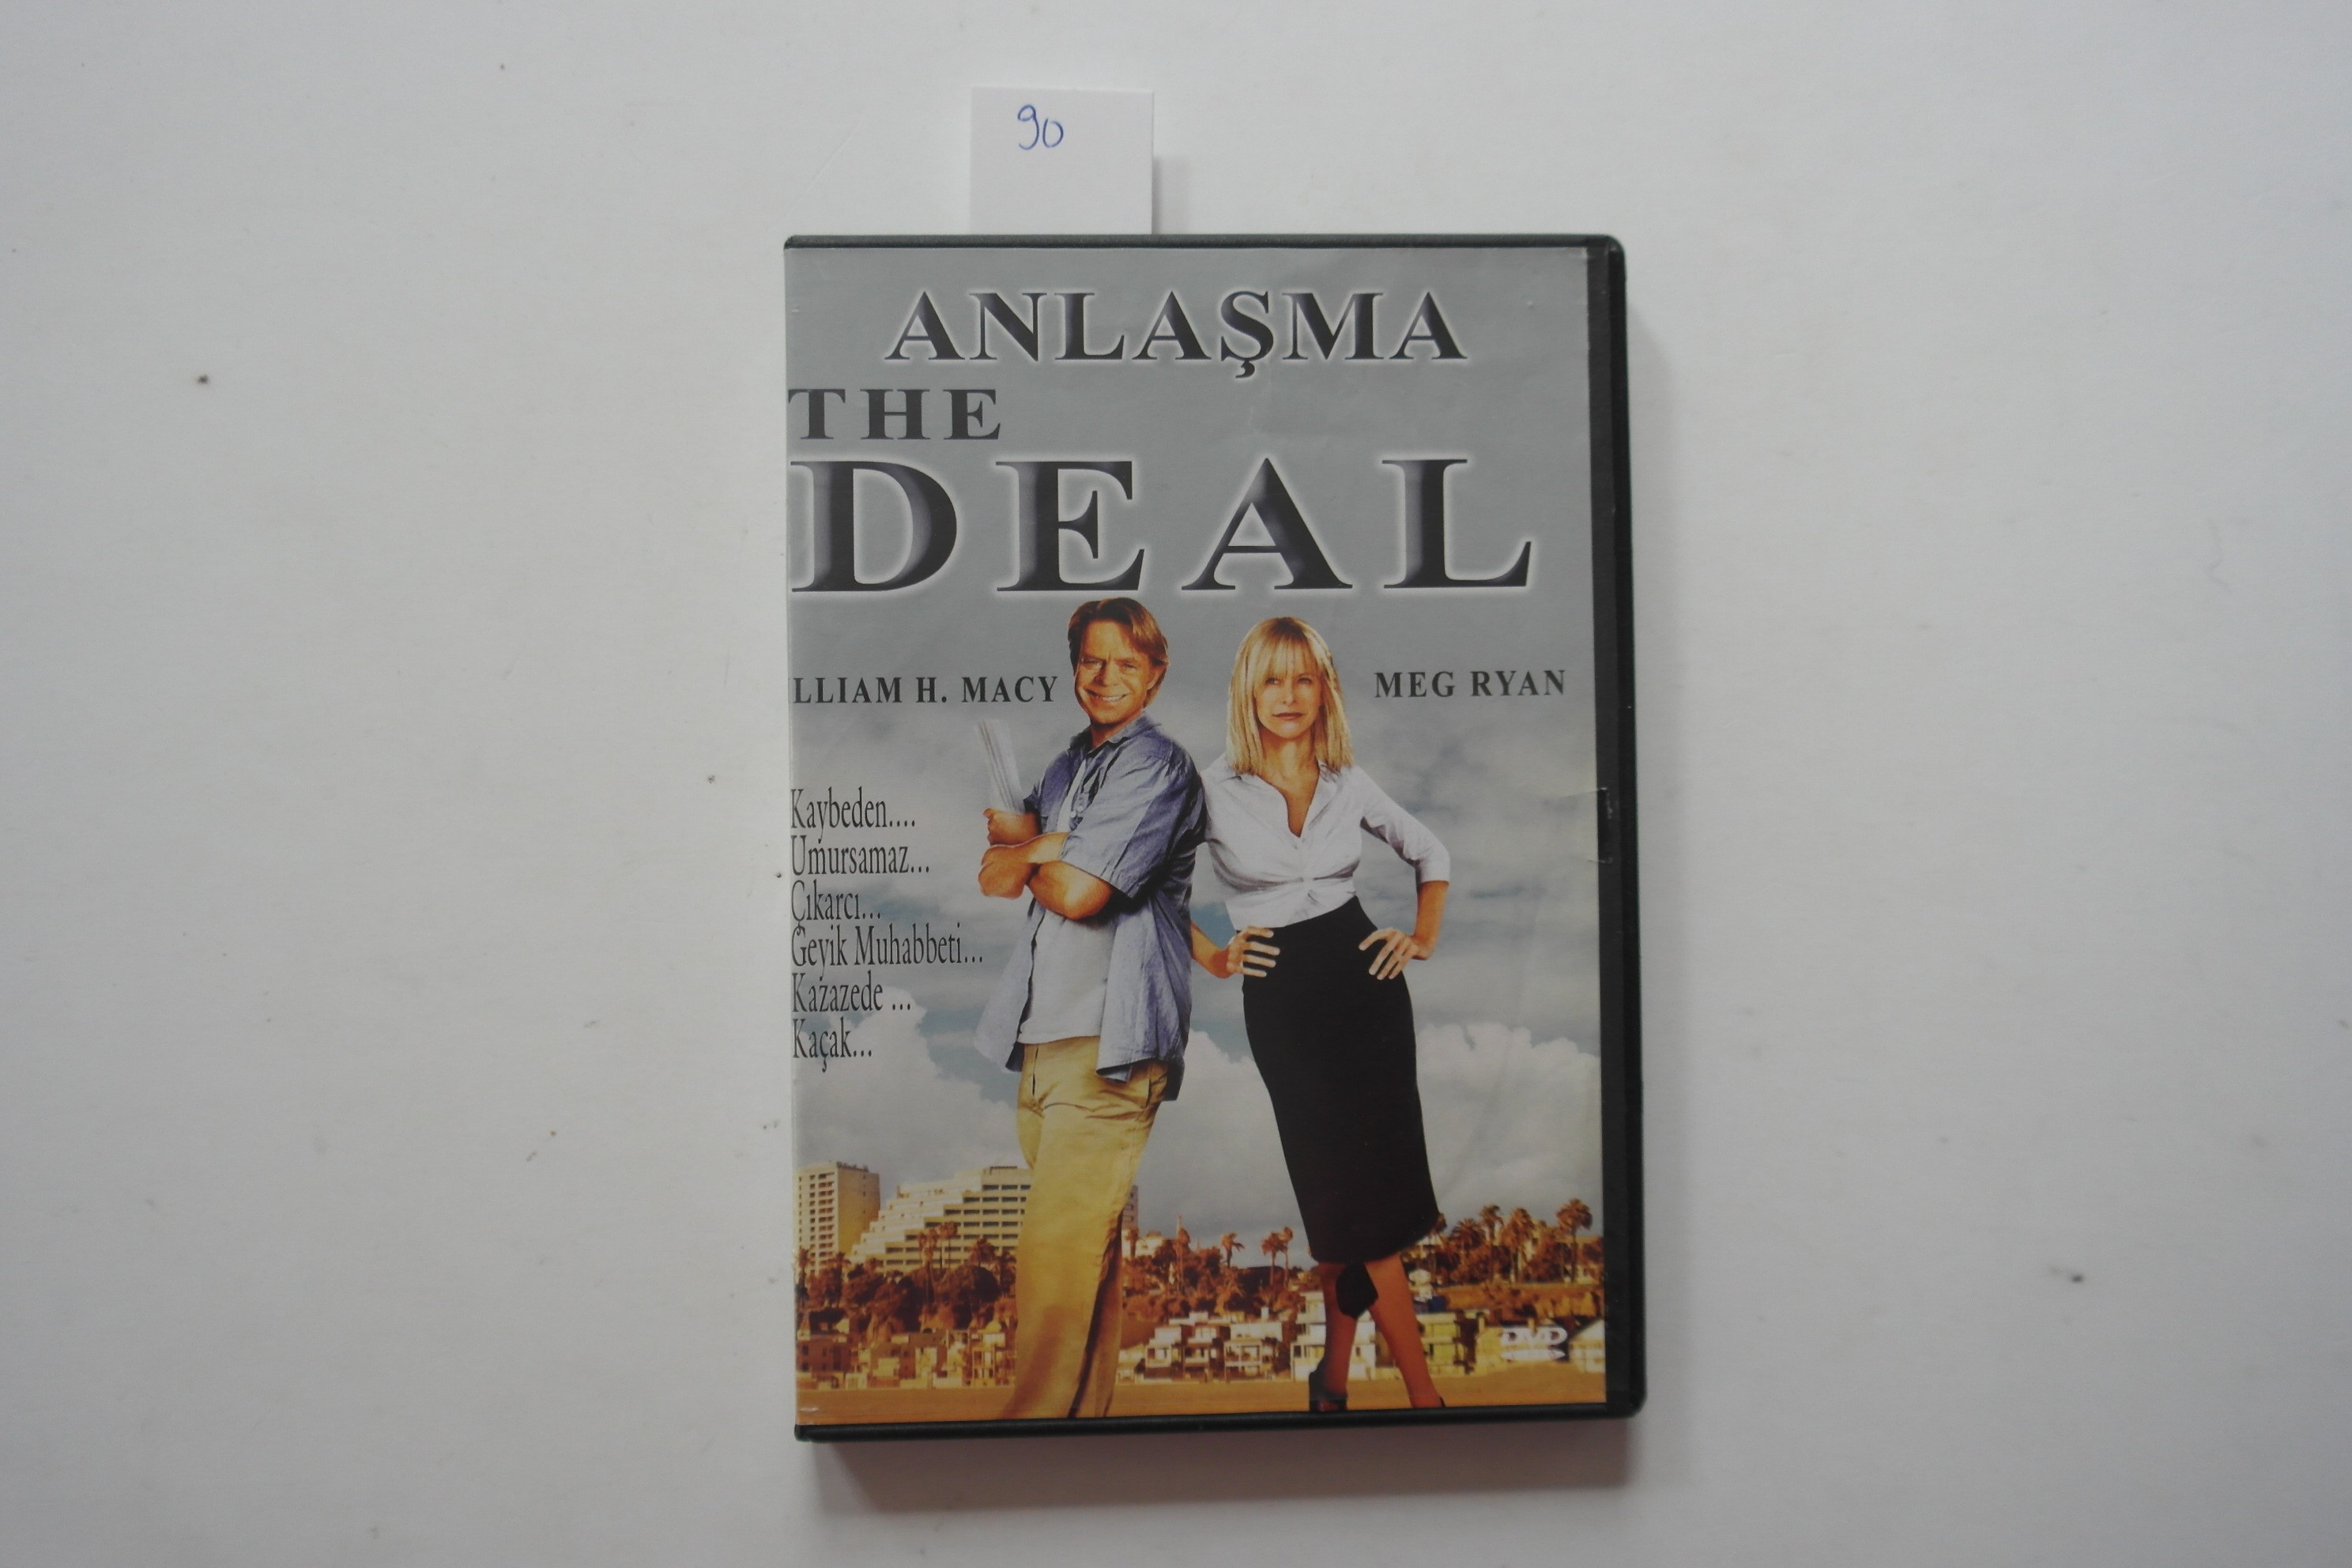 90
ANLAŞMA
THE
DEAL
LLIAM H. MACY
MEG RYAN
Kaybeden....
Umursamaz...
Çıkarcı...
Geyik Muhabbeti...
Kazazede ...
Kaçak...
DVD